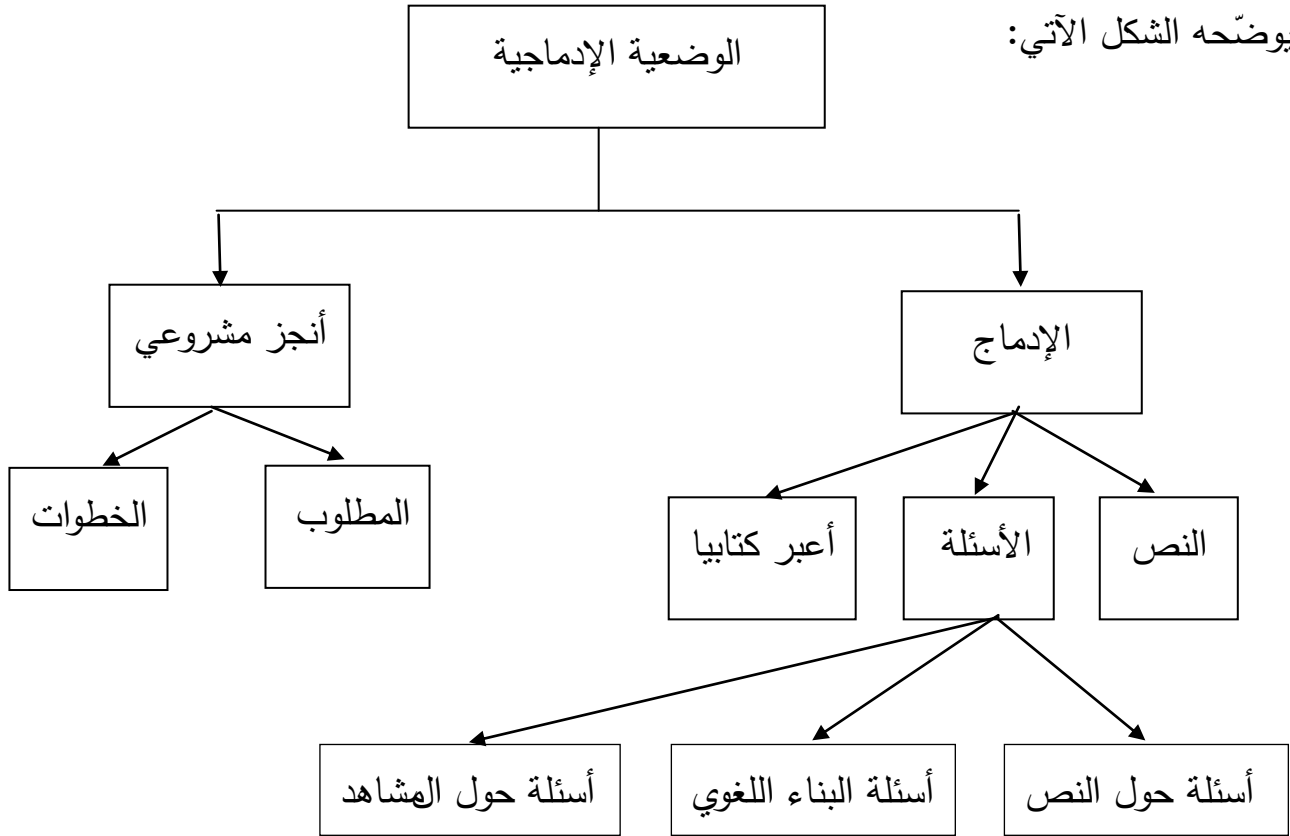 يوضّحه الشكل الآتي:
الوضعية الإدماجية
الإدماج
أنجز مشروعي
النص
الأسئلة
أعبر كتابيا
المطلوب
الخطوات
أسئلة حول النص
أسئلة البناء اللغوي
أسئلة حول المشاهد